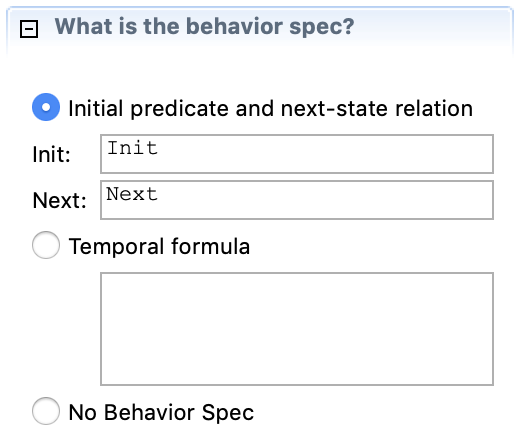 What is the behavior spec?
Initial predicate and next-state relation
Init: Init
Next: Next
Temporal formula
No Behavior Spec